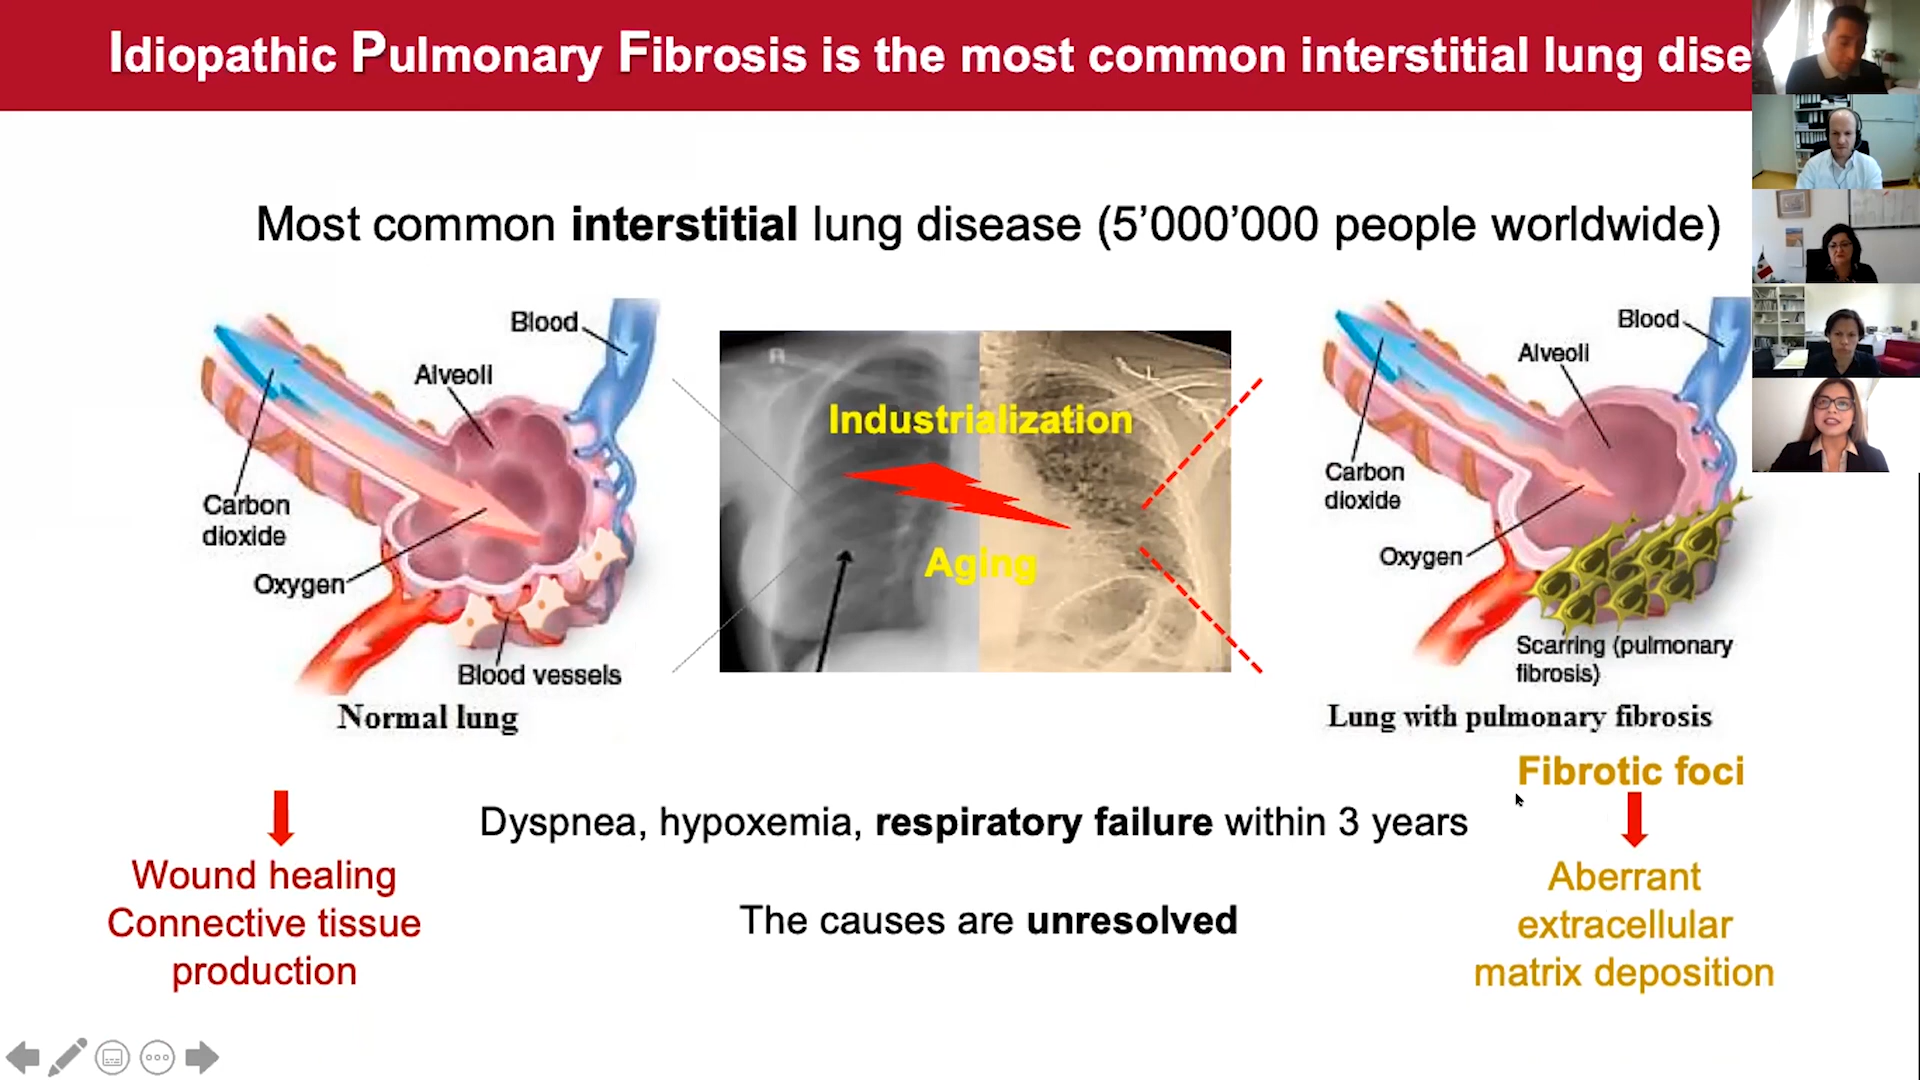 Idiopathic Pulmonary Fibrosis is the most common interstitial lung dise
Most common interstitial lung disease (5’000’000 people worldwide)
Blood
Alveoli
Carbon
dioxide
Oxygen
Blood vessels
Normal lung
R
Industrialization
Aging
Blood
Alveoli
Carbon
dioxide
Oxygen
Scarring (pulmonary
fibrosis)
Lung with pulmonary fibrosis
Fibrotic foci
Dyspnea, hypoxemia, respiratory failure within 3 years
The causes are unresolved
Wound healing
Connective tissue
production
Aberrant
extracellular
matrix deposition